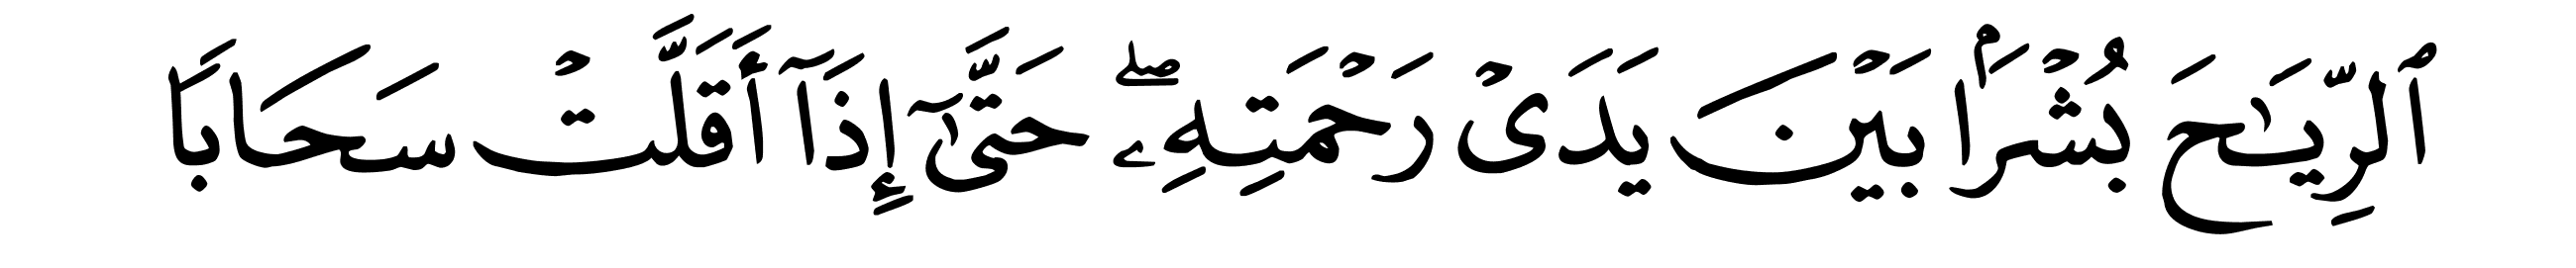 ٱلرِّيَـٰحَ بُشْرَۢا بَيْنَ يَدَىْ رَحْمَتِهِۦ ۖ حَتَّىٰٓ إِذَآ أَقَلَّتْ سَحَابًا